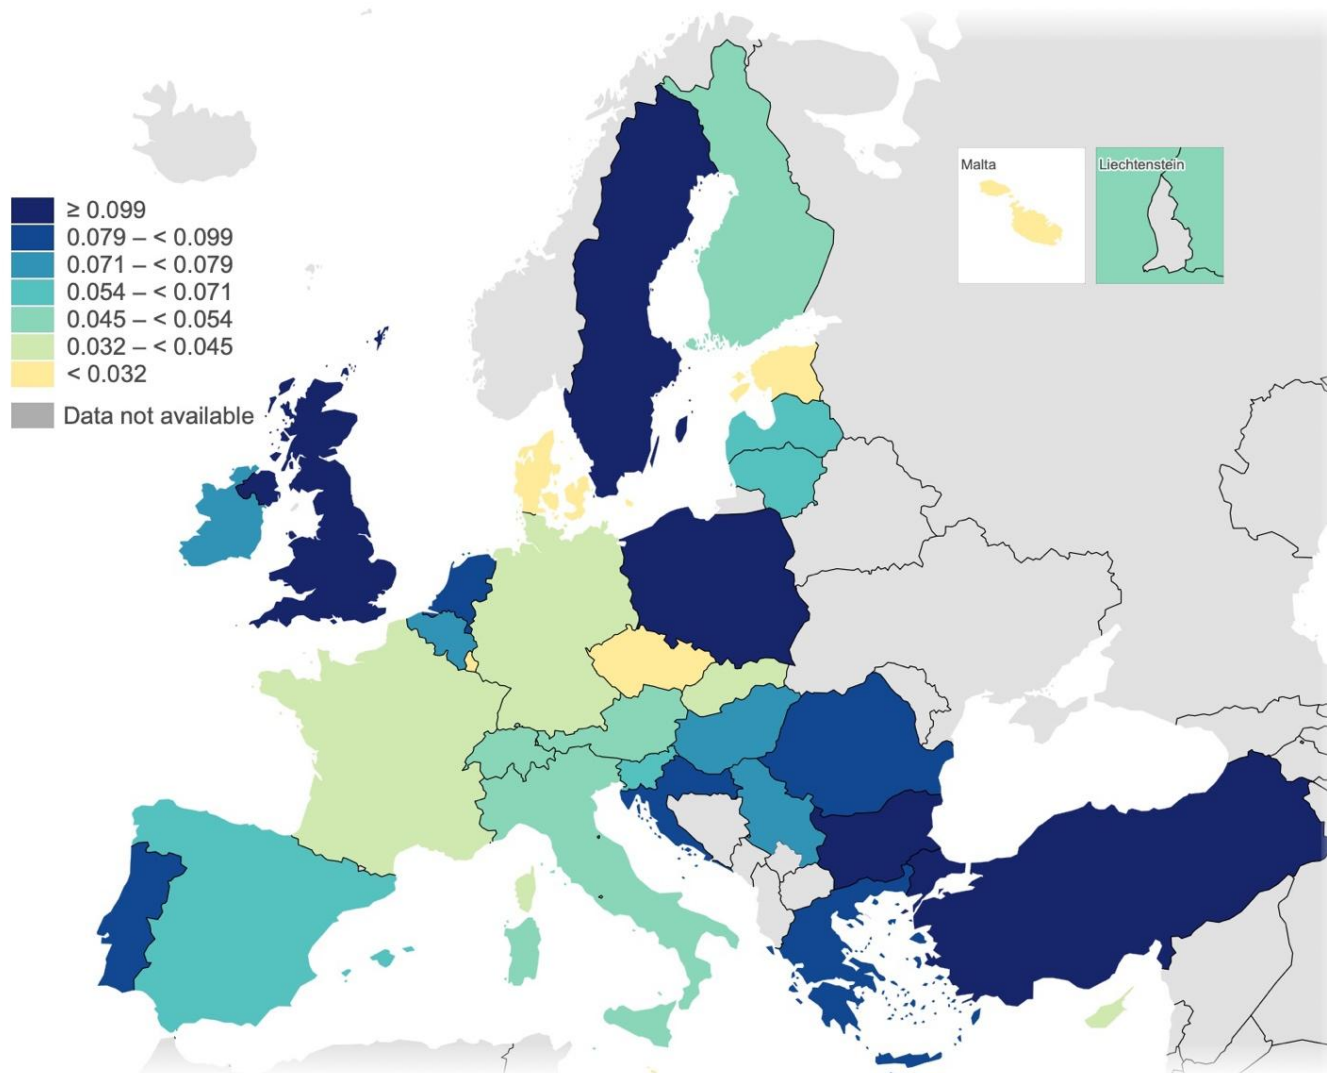 Malta
Liechtenstein
≥ 0.099
0.079 – < 0.099
0.071 – < 0.079
0.054 – < 0.071
0.045 – < 0.054
0.032 – < 0.045
< 0.032
Data not available